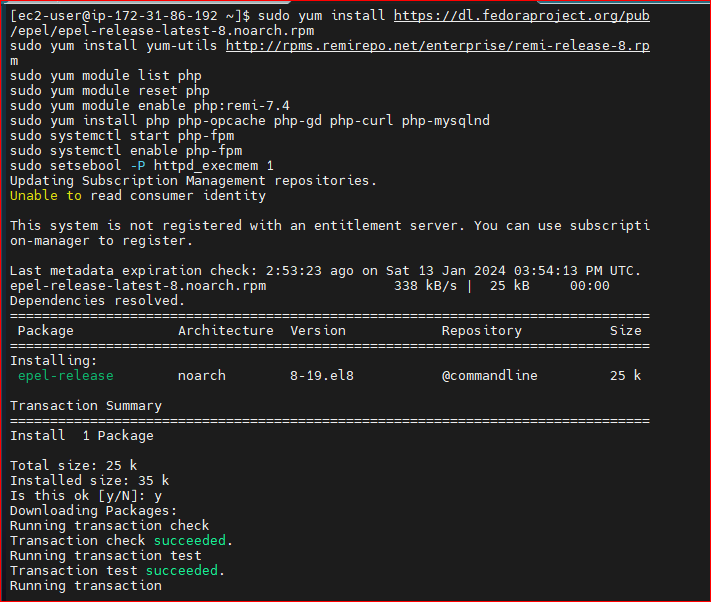 [ec2-user@ip-172-31-86-192 ~]$ sudo yum install https://dl.fedoraproject.org/pub
/epel/epel-release-latest-8.noarch.rpm
sudo yum install yum-utils http://rpms.remirepo.net/enterprise/remi-release-8.rp
m
sudo yum module list php
sudo yum module reset php
sudo yum module enable php:remi-7.4
sudo yum install php php-opcache php-gd php-curl php-mysqlnd
sudo systemctl start php-fpm
sudo systemctl enable php-fpm
sudo setsebool -P httpd_execmem 1
Updating Subscription Management repositories.
Unable to read consumer identity
This system is not registered with an entitlement server. You can use subscripti
on-manager to register.
Last metadata expiration check: 2:53:23 ago on Sat 13 Jan 2024 03:54:13 PM UTC.
epel-release-latest-8.noarch.rpm                338 kB/s |  25 kB     00:00
Dependencies resolved.
================================================================================
 Package             Architecture  Version            Repository           Size
================================================================================
Installing:
 epel-release        noarch        8-19.el8           @commandline         25 k
Transaction Summary
================================================================================
Install  1 Package
Total size: 25 k
Installed size: 35 k
Is this ok [y/N]: y
Downloading Packages:
Running transaction check
Transaction check succeeded.
Running transaction test
Transaction test succeeded.
Running transaction